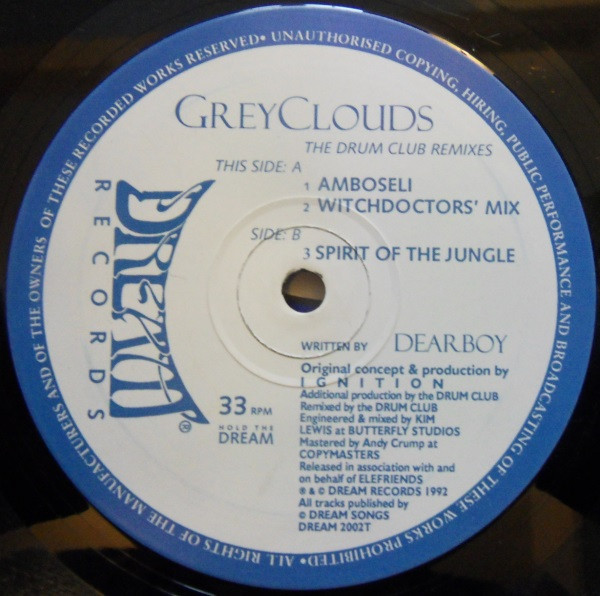 • ALL RIGHTS OF THE MANUFACTURERS AND OF THE OWNERS OF THESE RECORDED WORKS RESERVED • UNAUTHORISED COPYING, HIRING, PUBLIC PERFORMANCE AND BROADCASTING OF THESE WORKS PROHIBITED
GREYCLOUDS
THE DRUM CLUB REMIXES
THIS SIDE: A
1 AMBOSELI
2 WITCHDOCTORS' MIX
SIDE: B
3 SPIRIT OF THE JUNGLE
DREAM
RECORDS
WRITTEN BY DEARBOY
Original concept & production by
IGNITION
Additional production by the DRUM CLUB
Remixed by the DRUM CLUB
Engineered & mixed by KIM
LEWIS at BUTTERFLY STUDIOS
Mastered by Andy Crump at
COPYMASTERS
Released in association with and
on behalf of ELEFRIENDS
℗ & © DREAM RECORDS 1992
All tracks published by
© DREAM SONGS
DREAM 2002T
33 RPM
HOLD THE
DREAM